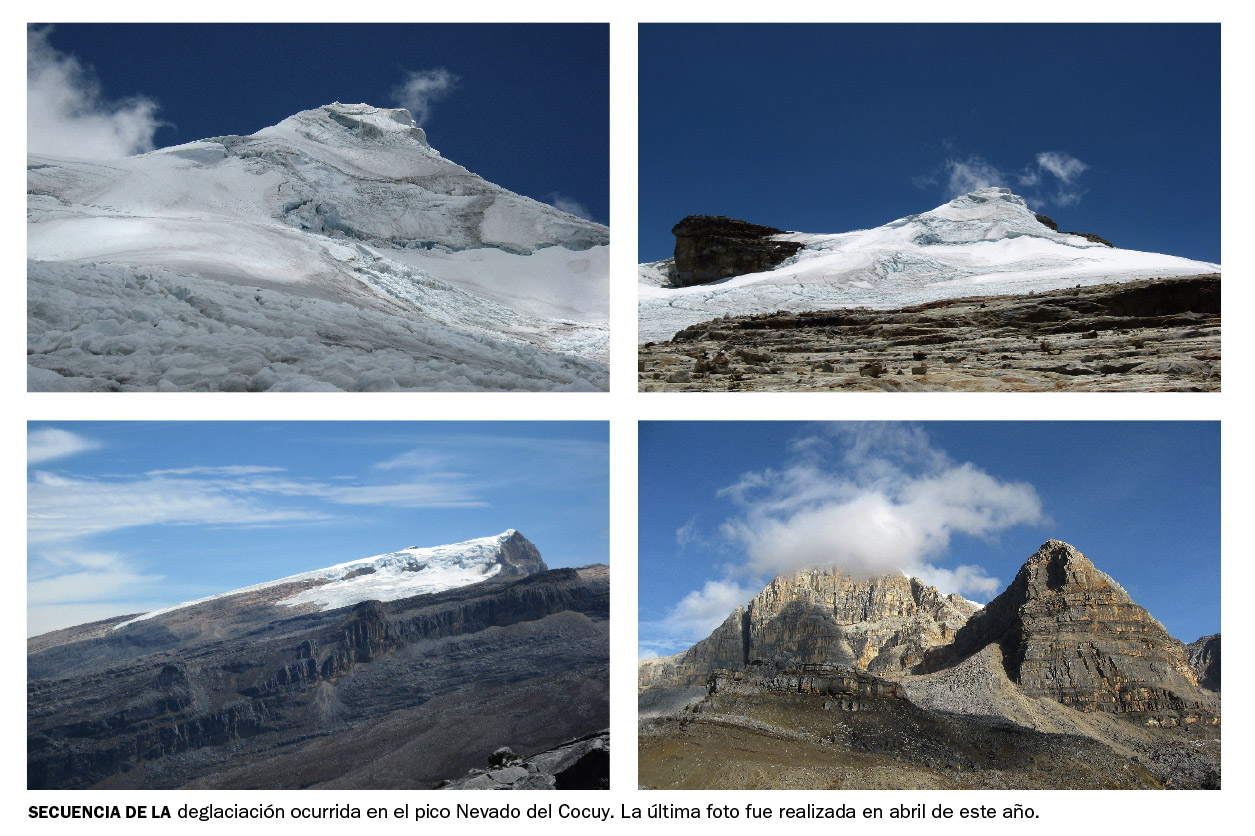 SECUENCIA DE LA deglaciación ocurrida en el pico Nevado del Cocuy. La última foto fue realizada en abril de este año.